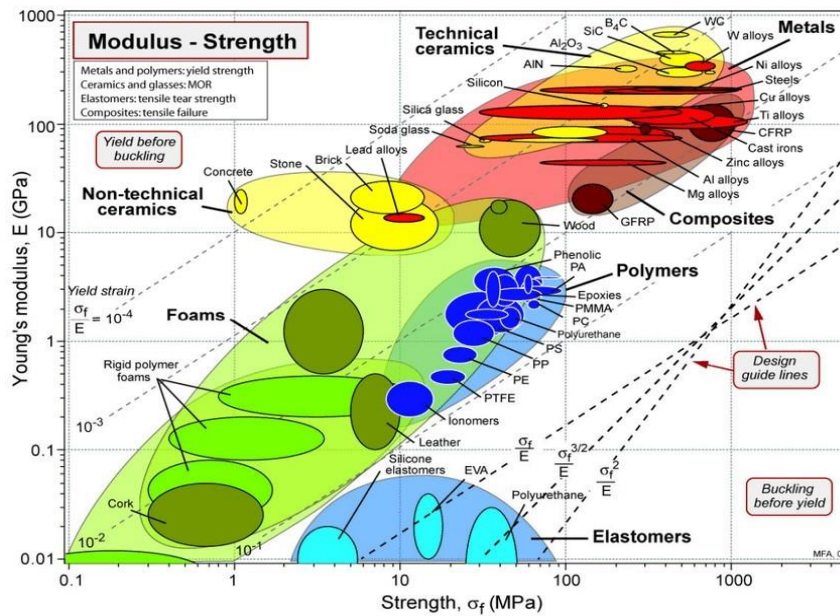 Modulus - Strength
Metals and polymers: yield strength
Ceramics and glasses: MOR
Elastomers: tensile tear strength
Composites: tensile failure
Technical
ceramics
B4C
SiC
Al2O3
AlN
WC
W alloys
Metals
Ni alloys
Steels
Cu alloys
Ti alloys
CFRP
Cast irons
Zinc alloys
Al alloys
Mg alloys
Silicon
Silica glass
Soda glass
Yield before
buckling
Lead alloys
Brick
Stone
Concrete
Non-technical
ceramics
Composites
GFRP
Wood
Phenolic
PA
Polymers
Epoxies
PMMA
PC
Polyurethane
PS
PP
PE
PTFE
Ionomers
Leather
Yield strain
σf/E = 10-4
Foams
Rigid polymer
foams
10-3
Design
guide lines
σf/E
σf3/2/E
σf2/E
Silicone
elastomers
EVA
Polyurethane
Elastomers
Cork
10-2
10-1
Buckling
before yield
MFA,
1000
100
10
1
0.1
0.01
Young's modulus, E (GPa)
0.1
1
10
100
1000
Strength, σf (MPa)